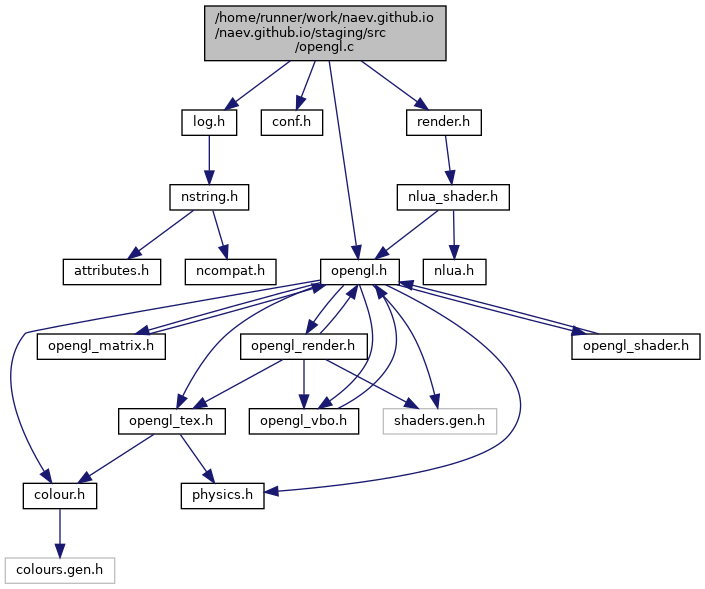 /home/runner/work/naev.github.io
/naev.github.io/staging/src
/opengl.c
log.h
conf.h
render.h
nstring.h
nlua_shader.h
attributes.h
ncompat.h
opengl.h
nlua.h
opengl_matrix.h
opengl_render.h
opengl_shader.h
opengl_tex.h
opengl_vbo.h
shaders.gen.h
colour.h
physics.h
colours.gen.h